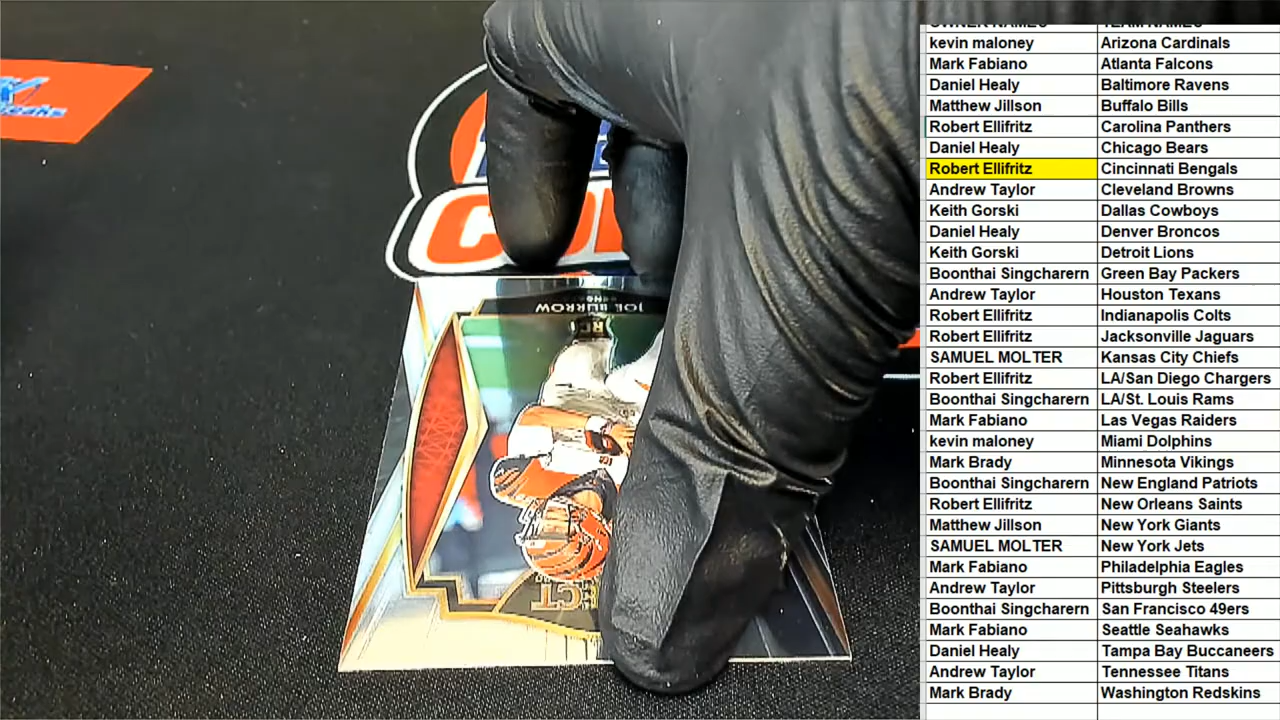 kevin maloney Arizona Cardinals
Mark Fabiano Atlanta Falcons
Daniel Healy Baltimore Ravens
Matthew Jillson Buffalo Bills
Robert Ellifritz Carolina Panthers
Daniel Healy Chicago Bears
Robert Ellifritz Cincinnati Bengals
Andrew Taylor Cleveland Browns
Keith Gorski Dallas Cowboys
Daniel Healy Denver Broncos
Keith Gorski Detroit Lions
Boonthai Singcharern Green Bay Packers
Andrew Taylor Houston Texans
Robert Ellifritz Indianapolis Colts
Robert Ellifritz Jacksonville Jaguars
SAMUEL MOLTER Kansas City Chiefs
Robert Ellifritz LA/San Diego Chargers
Boonthai Singcharern LA/St. Louis Rams
Mark Fabiano Las Vegas Raiders
kevin maloney Miami Dolphins
Mark Brady Minnesota Vikings
Boonthai Singcharern New England Patriots
Robert Ellifritz New Orleans Saints
Matthew Jillson New York Giants
SAMUEL MOLTER New York Jets
Mark Fabiano Philadelphia Eagles
Andrew Taylor Pittsburgh Steelers
Boonthai Singcharern San Francisco 49ers
Mark Fabiano Seattle Seahawks
Daniel Healy Tampa Bay Buccaneers
Andrew Taylor Tennessee Titans
Mark Brady Washington Redskins
JOE BURROW
RC